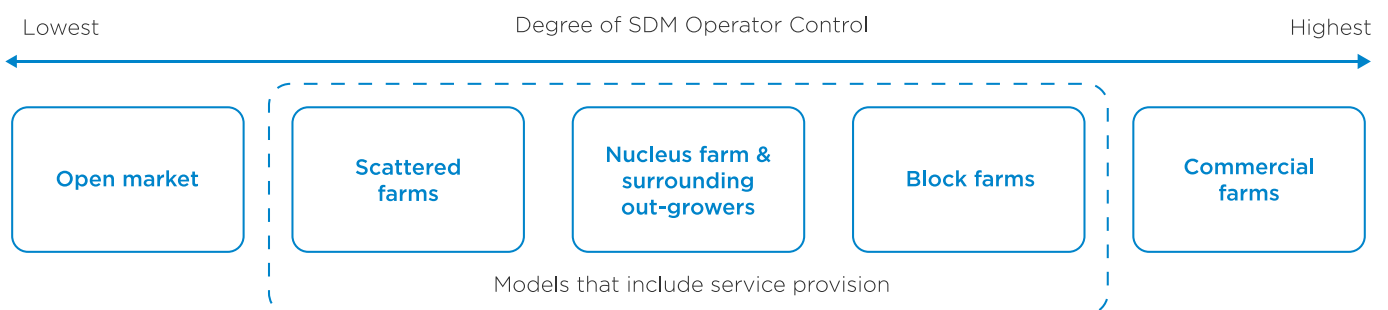 Lowest
Degree of SDM Operator Control
Highest
Open market
Scattered
farms
Nucleus farm &
surrounding
out-growers
Block farms
Commercial
farms
Models that include service provision